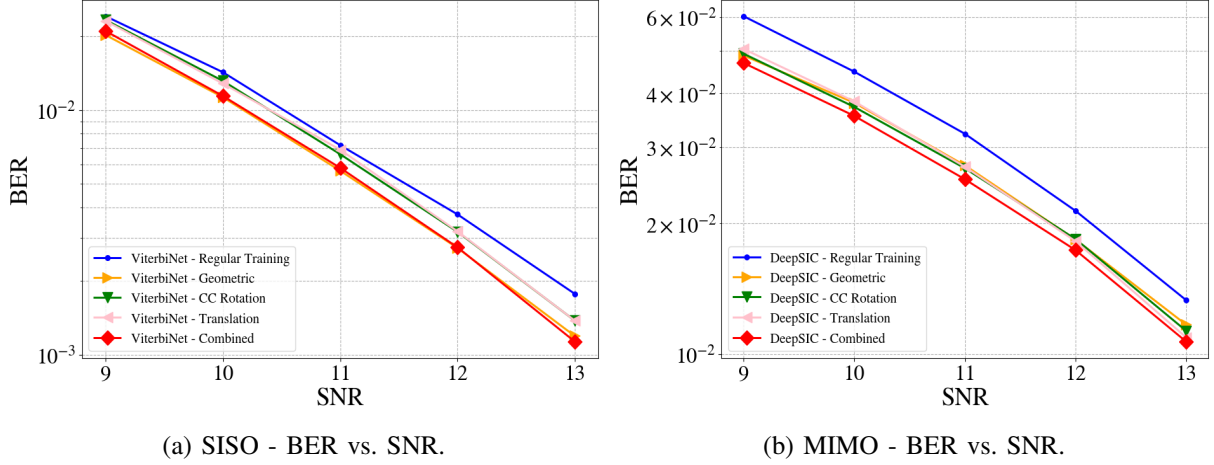 BER
10⁻²
10⁻³
ViterbiNet - Regular Training
ViterbiNet - Geometric
ViterbiNet - CC Rotation
ViterbiNet - Translation
ViterbiNet - Combined
9 10 11 12 13
SNR
(a) SISO - BER vs. SNR.
BER
6 × 10⁻²
4 × 10⁻²
3 × 10⁻²
2 × 10⁻²
10⁻²
DeepSIC - Regular Training
DeepSIC - Geometric
DeepSIC - CC Rotation
DeepSIC - Translation
DeepSIC - Combined
9 10 11 12 13
SNR
(b) MIMO - BER vs. SNR.